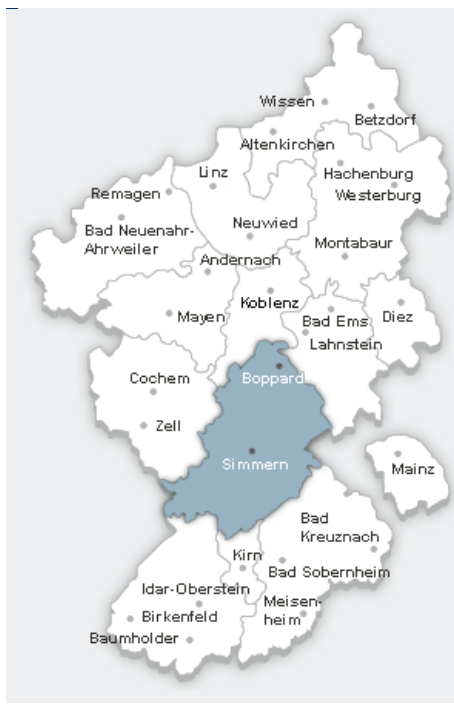 Wissen
Betzdorf
Altenkirchen
Linz
Hachenburg
Westerburg
Remagen
Bad Neuenahr-
Ahrweiler
Neuwied
Montabaur
Andernach
Koblenz
Mayen
Bad Ems
Diez
Lahnstein
Boppard
Cochem
Zell
Simmern
Mainz
Bad
Kreuznach
Kirn
Bad Sobernheim
Idar-Oberstein
Meisen-
heim
Birkenfeld
Baumholder